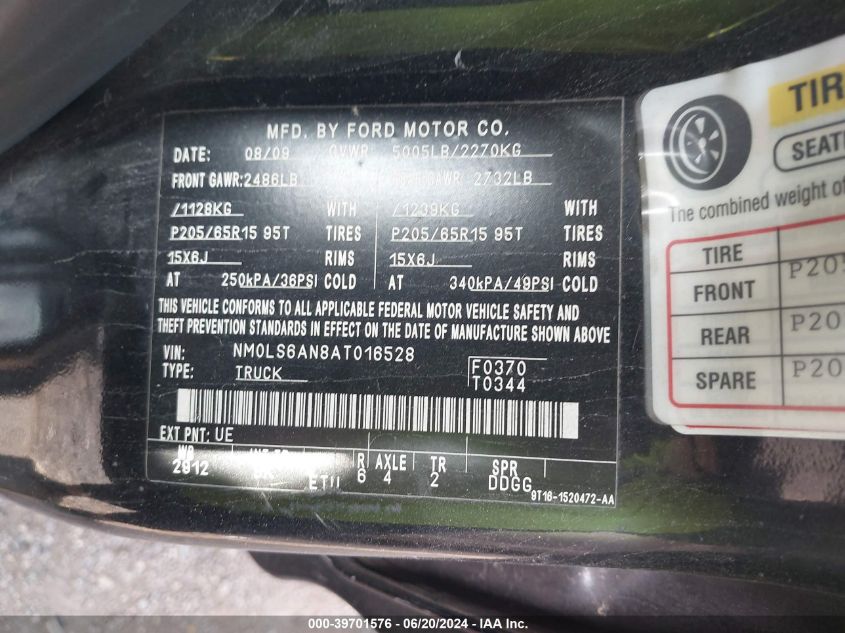 MFD. BY FORD MOTOR CO.
DATE: 08/09 GVWR: 5005LB/2270KG
FRONT GAWR: 2486LB GAWR 2732LB
/1128KG WITH /1239KG WITH
P205/65R15 95T TIRES P205/65R15 95T TIRES
15X6J RIMS 15X6J RIMS
AT 250kPA/36PSI COLD AT 340kPA/49PSI COLD
THIS VEHICLE CONFORMS TO ALL APPLICABLE FEDERAL MOTOR VEHICLE SAFETY AND
THEFT PREVENTION STANDARDS IN EFFECT ON THE DATE OF MANUFACTURE SHOWN ABOVE.
VIN: NM0LS6AN8AT016528 F0370
TYPE: TRUCK T0344
EXT PNT: UE
WB R AXLE TR SPR
2912 ET11 6 4 2 DDGG
9T16-1520472-AA
TIR
SEAT
The combined weight of
TIRE
FRONT P205
REAR P20
SPARE P20
000-39701576 / 06/20/2024 - IAA Inc.